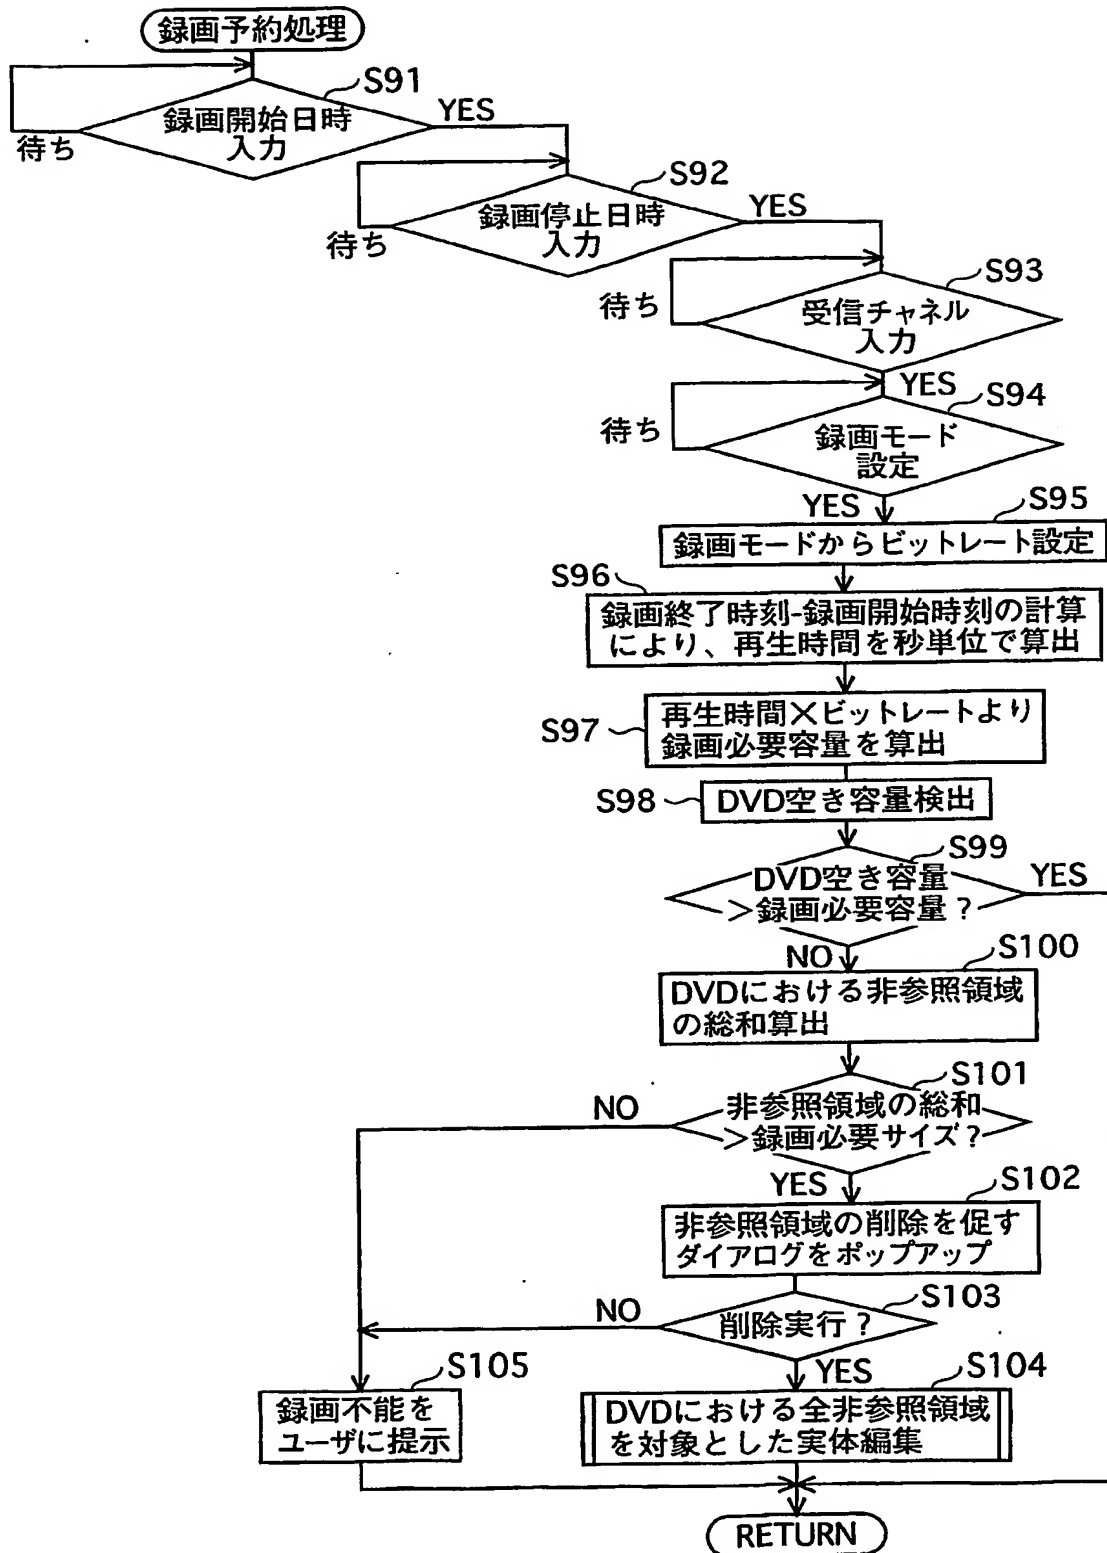 録画予約処理
S91
録画開始日時
入力
YES
待ち
S92
録画停止日時
入力
YES
待ち
S93
受信チャネル
入力
待ち
YES
S94
録画モード
設定
待ち
YES
S95
録画モードからビットレート設定
S96
録画終了時刻-録画開始時刻の計算
により、再生時間を秒単位で算出
S97
再生時間×ビットレートより
録画必要容量を算出
S98
DVD空き容量検出
S99
DVD空き容量
>録画必要容量?
YES
NO
S100
DVDにおける非参照領域
の総和算出
S101
非参照領域の総和
>録画必要サイズ?
NO
YES
S102
非参照領域の削除を促す
ダイアログをポップアップ
S103
削除実行?
NO
YES
S104
DVDにおける全非参照領域
を対象とした実体編集
S105
録画不能を
ユーザに提示
RETURN